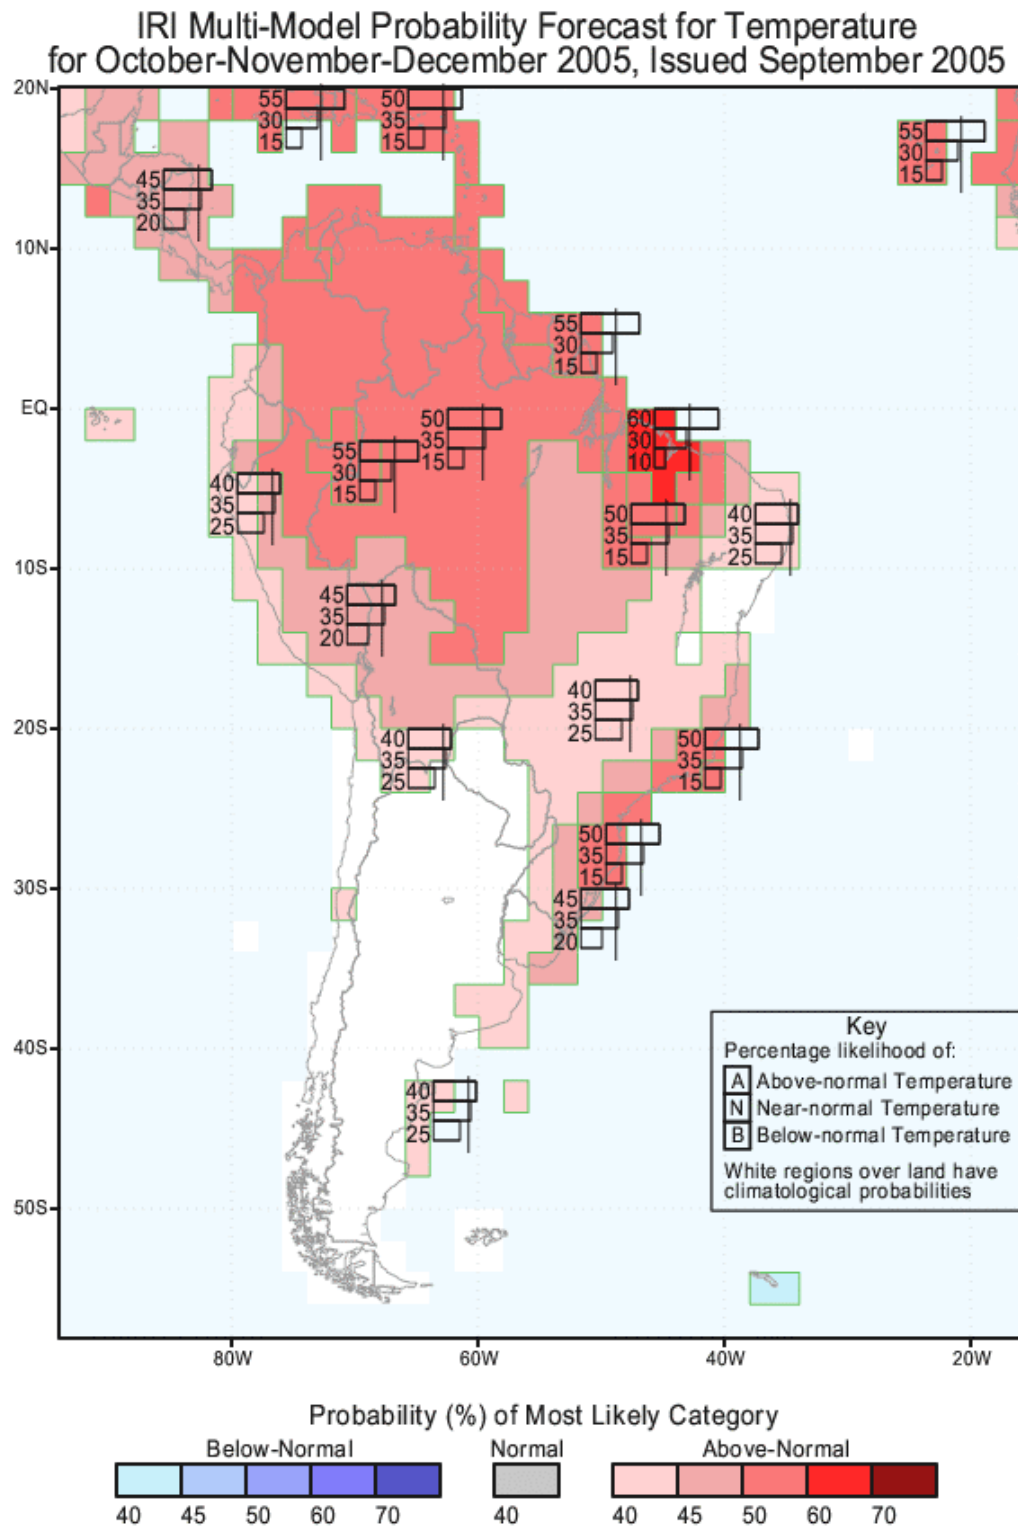 IRI Multi-Model Probability Forecast for Temperature
for October-November-December 2005, Issued September 2005
20N
10N
EQ
10S
20S
30S
40S
50S
80W
60W
40W
20W
55
30
15
50
35
15
55
30
15
45
35
20
55
30
15
50
35
15
60
30
10
55
30
15
40
35
25
50
35
15
40
35
25
45
35
20
40
35
25
40
35
25
50
35
15
50
35
15
45
35
20
40
35
25
Key
Percentage likelihood of:
A Above-normal Temperature
N Near-normal Temperature
B Below-normal Temperature
White regions over land have
climatological probabilities
Probability (%) of Most Likely Category
Below-Normal
Normal
Above-Normal
40 45 50 60 70
40
40 45 50 60 70